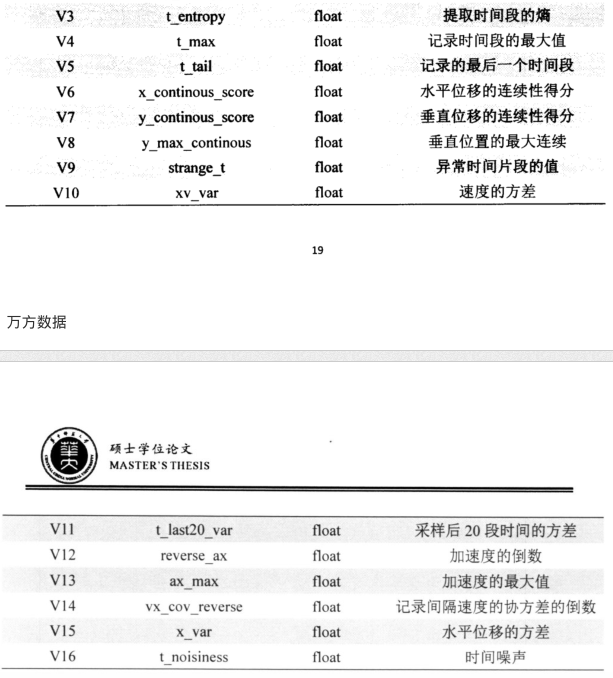 V3 t_entropy float 提取时间段的熵
V4 t_max float 记录时间段的最大值
V5 t_tail float 记录的最后一个时间段
V6 x_continous_score float 水平位移的连续性得分
V7 y_continous_score float 垂直位移的连续性得分
V8 y_max_continous float 垂直位置的最大连续
V9 strange_t float 异常时间片段的值
V10 xv_var float 速度的方差
19
万方数据
硕士学位论文
MASTER'S THESIS
V11 t_last20_var float 采样后 20 段时间的方差
V12 reverse_ax float 加速度的倒数
V13 ax_max float 加速度的最大值
V14 vx_cov_reverse float 记录间隔速度的协方差的倒数
V15 x_var float 水平位移的方差
V16 t_noisiness float 时间噪声